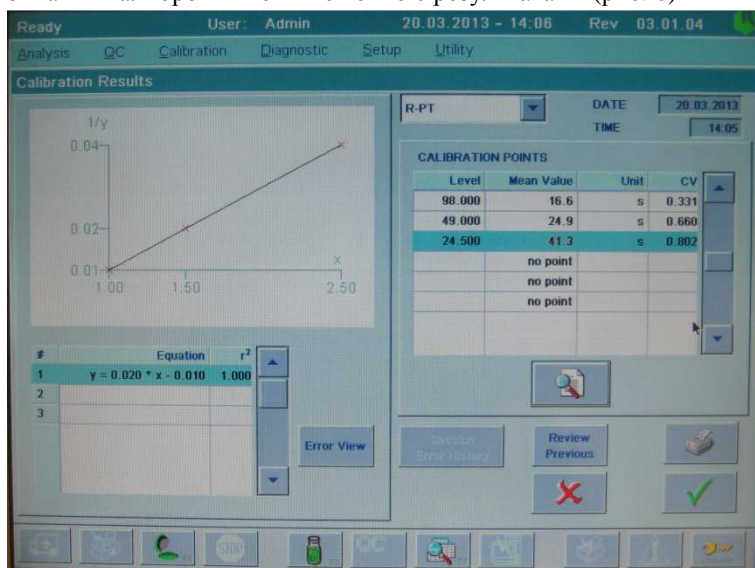 Ready User: Admin 20.03.2013 - 14:06 Rev 03.01.04
Analysis QC Calibration Diagnostic Setup Utility
Calibration Results
1/y
0.04
0.02
0.01
x
1.00 1.50 2.50
R-PT
DATE 20.03.2013
TIME 14:05
CALIBRATION POINTS
Level Mean Value Unit CV
98.000 16.6 s 0.331
49.000 24.9 s 0.660
24.500 41.3 s 0.802
no point
no point
no point
# Equation r²
1 y = 0.020 * x - 0.010 1.000
2
3
Error View
Error History
Review
Previous
STOP
QC